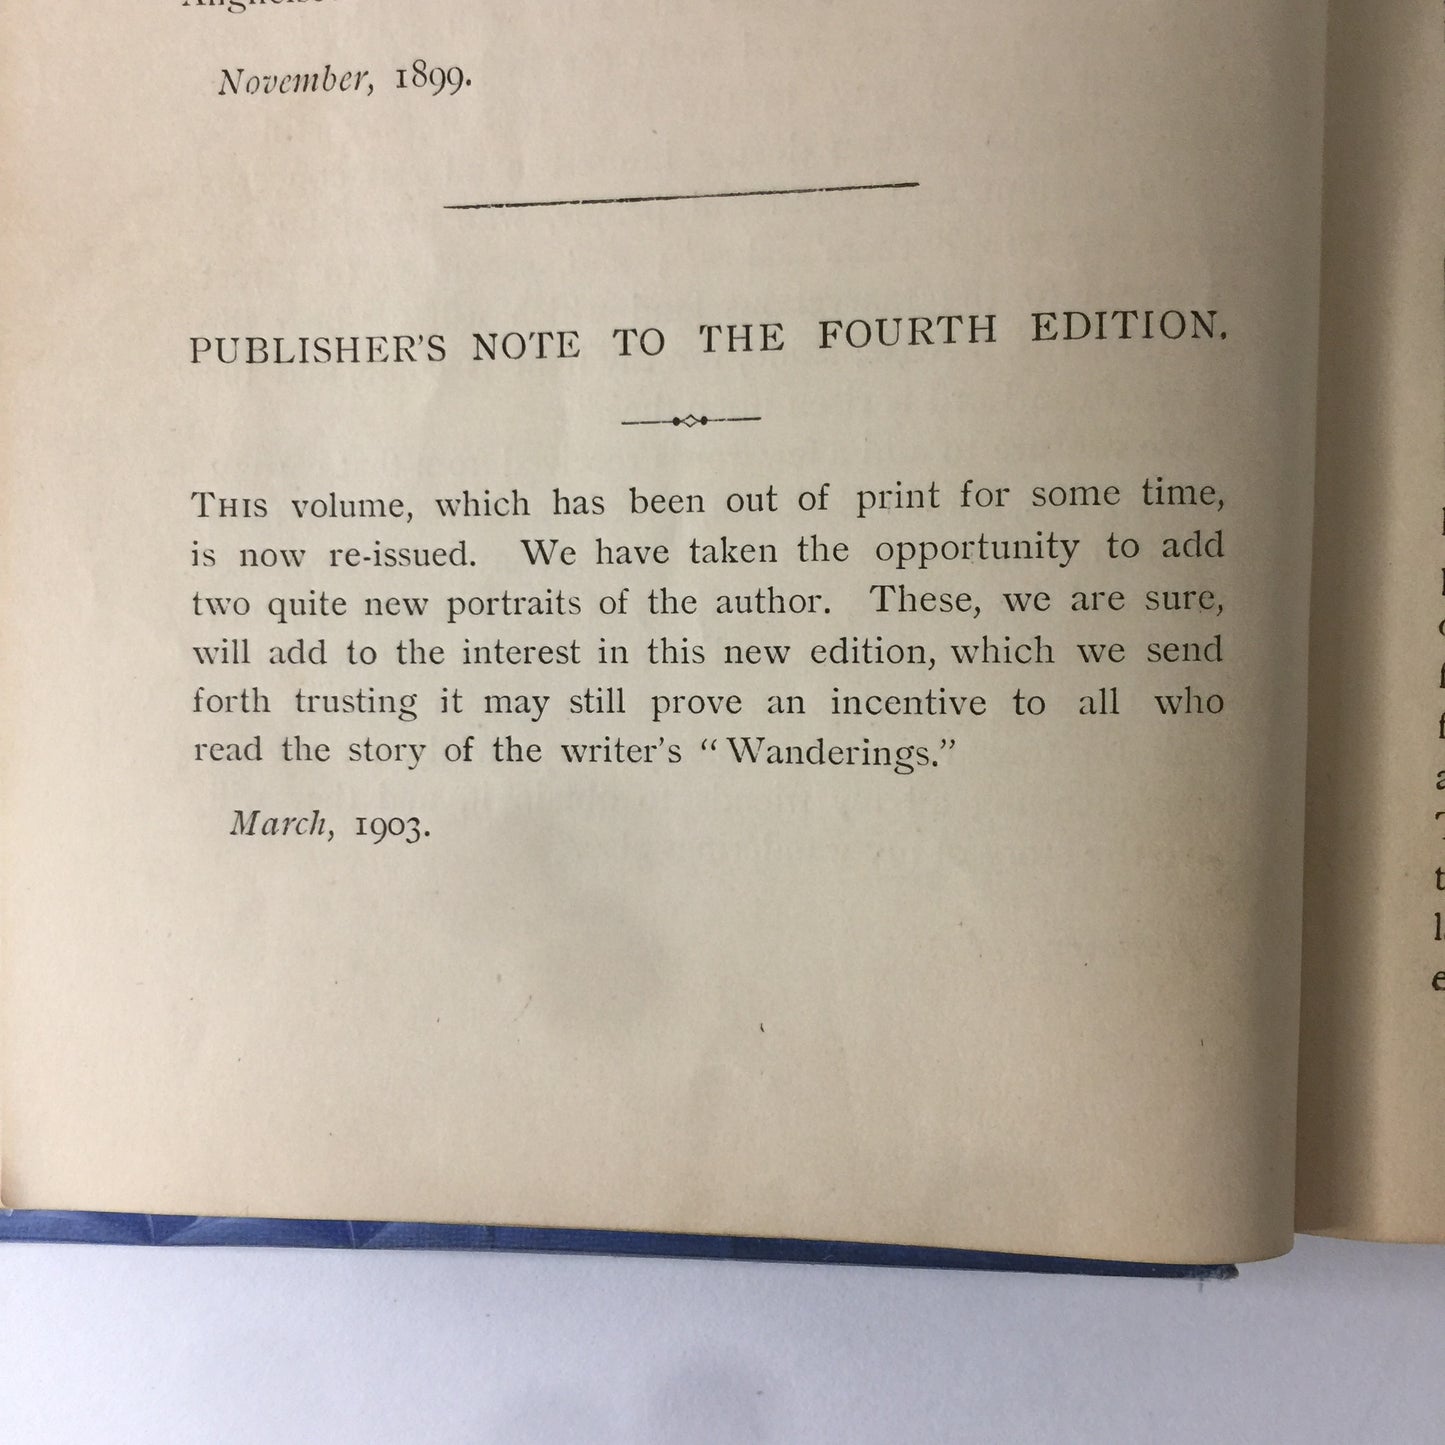 November, 1899.
PUBLISHER'S NOTE TO THE FOURTH EDITION.
THIS volume, which has been out of print for some time,
is now re-issued. We have taken the opportunity to add
two quite new portraits of the author. These, we are sure,
will add to the interest in this new edition, which we send
forth trusting it may still prove an incentive to all who
read the story of the writer's “Wanderings.”
March, 1903.